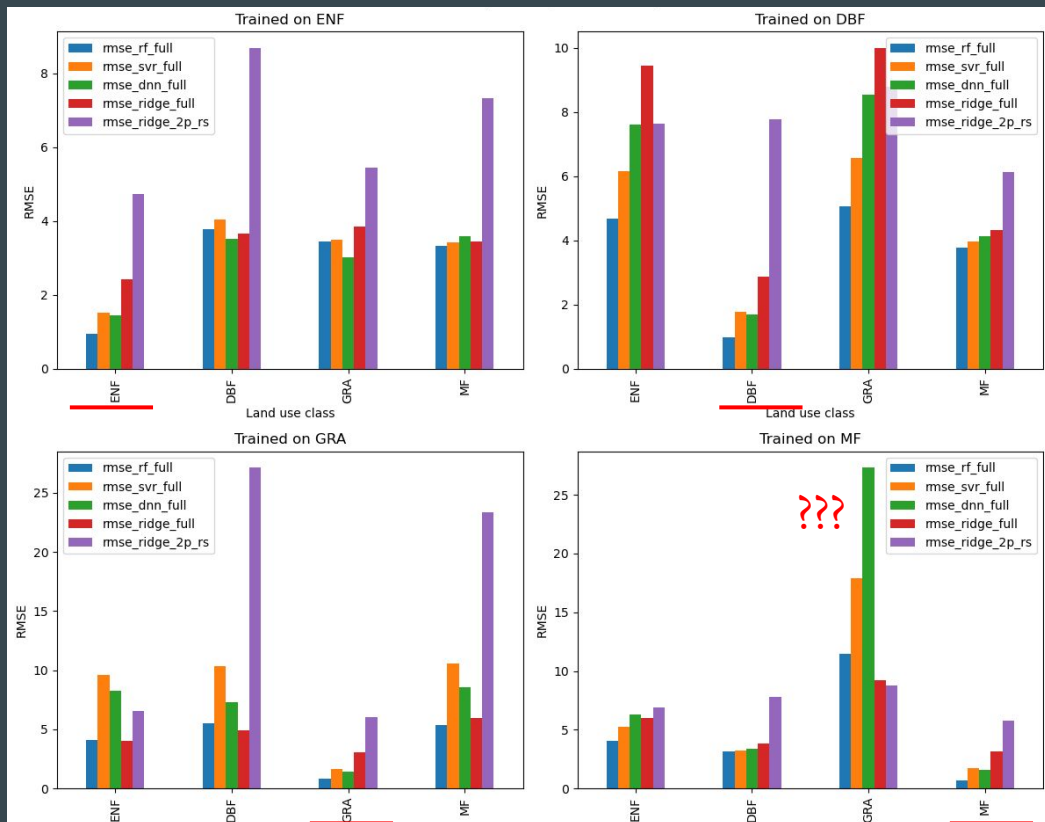 Trained on ENF
rmse_rf_full
rmse_svr_full
rmse_dnn_full
rmse_ridge_full
rmse_ridge_2p_rs
8
6
4
2
0
RMSE
ENF
DBF
GRA
MF
Land use class
Trained on DBF
rmse_rf_full
rmse_svr_full
rmse_dnn_full
rmse_ridge_full
rmse_ridge_2p_rs
10
8
6
4
2
0
RMSE
ENF
DBF
GRA
MF
Land use class
Trained on GRA
rmse_rf_full
rmse_svr_full
rmse_dnn_full
rmse_ridge_full
rmse_ridge_2p_rs
25
20
15
10
5
0
RMSE
ENF
DBF
GRA
MF
Trained on MF
???
rmse_rf_full
rmse_svr_full
rmse_dnn_full
rmse_ridge_full
rmse_ridge_2p_rs
25
20
15
10
5
0
RMSE
ENF
DBF
GRA
MF